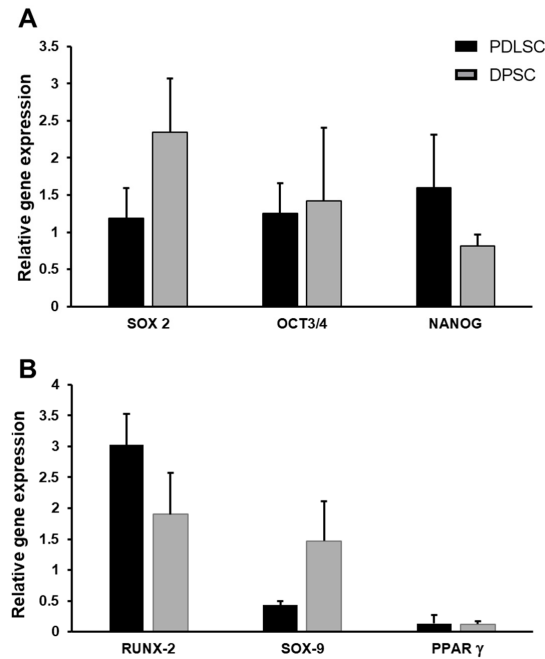 A
PDLSC
DPSC
Relative gene expression
3.5
3
2.5
2
1.5
1
0.5
0
SOX 2 OCT3/4 NANOG
B
Relative gene expression
4
3.5
3
2.5
2
1.5
1
0.5
0
RUNX-2 SOX-9 PPAR γ